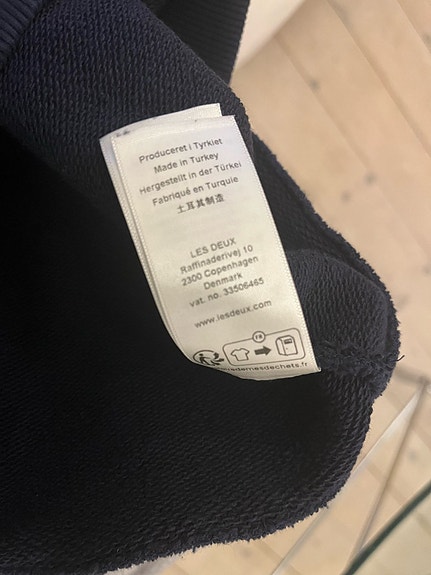 Produceret i Tyrkiet
Made in Turkey
Hergestellt in der Türkei
Fabriqué en Turquie
土耳其制造
LES DEUX
Raffinaderivej 10
2300 Copenhagen
Denmark
vat. no. 33506465
www.lesdeux.com
FR